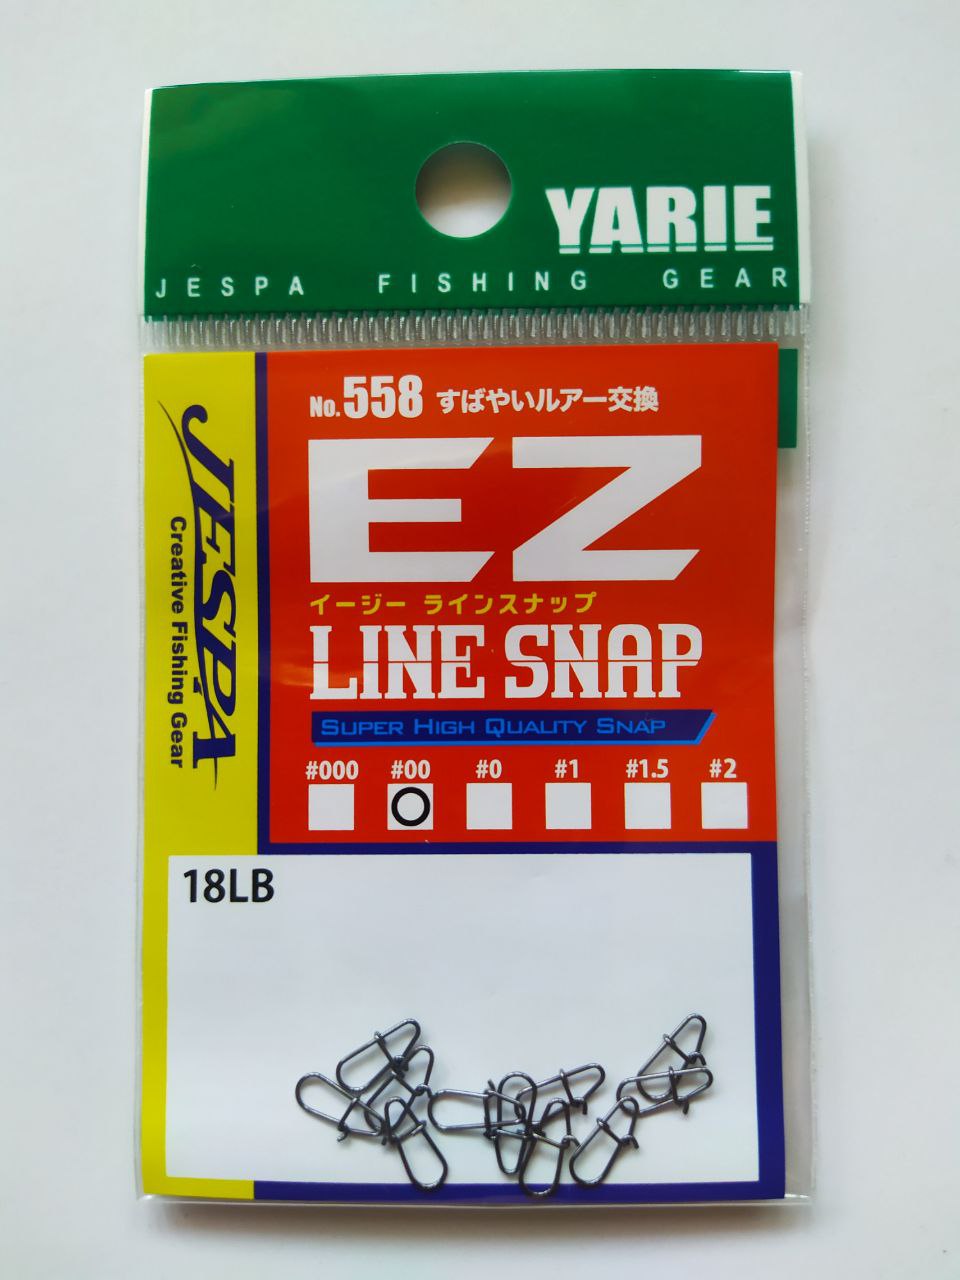 YARIE
JESPA FISHING GEAR
No.558 すばやいルアー交換
EZ
イージー ラインスナップ
LINE SNAP
SUPER HIGH QUALITY SNAP
#000 #00 #0 #1 #1.5 #2
JESPA
Creative Fishing Gear
18LB